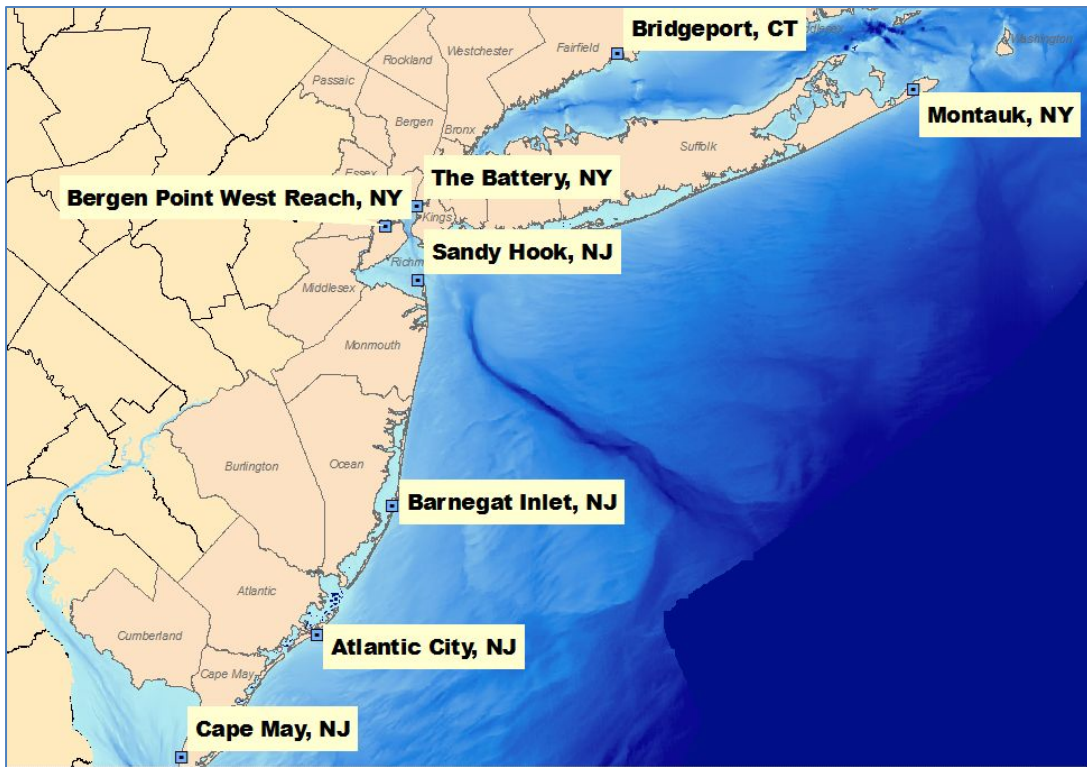 Bridgeport, CT
Westchester
Fairfield
Washington
Rockland
Passaic
Montauk, NY
Bergen
Bronx
Suffolk
Essex
The Battery, NY
Bergen Point West Reach, NY
Kings
Sandy Hook, NJ
Richm
Middlesex
Monmouth
Ocean
Burlington
Barnegat Inlet, NJ
Atlantic
Cumberland
Atlantic City, NJ
Cape May
Cape May, NJ